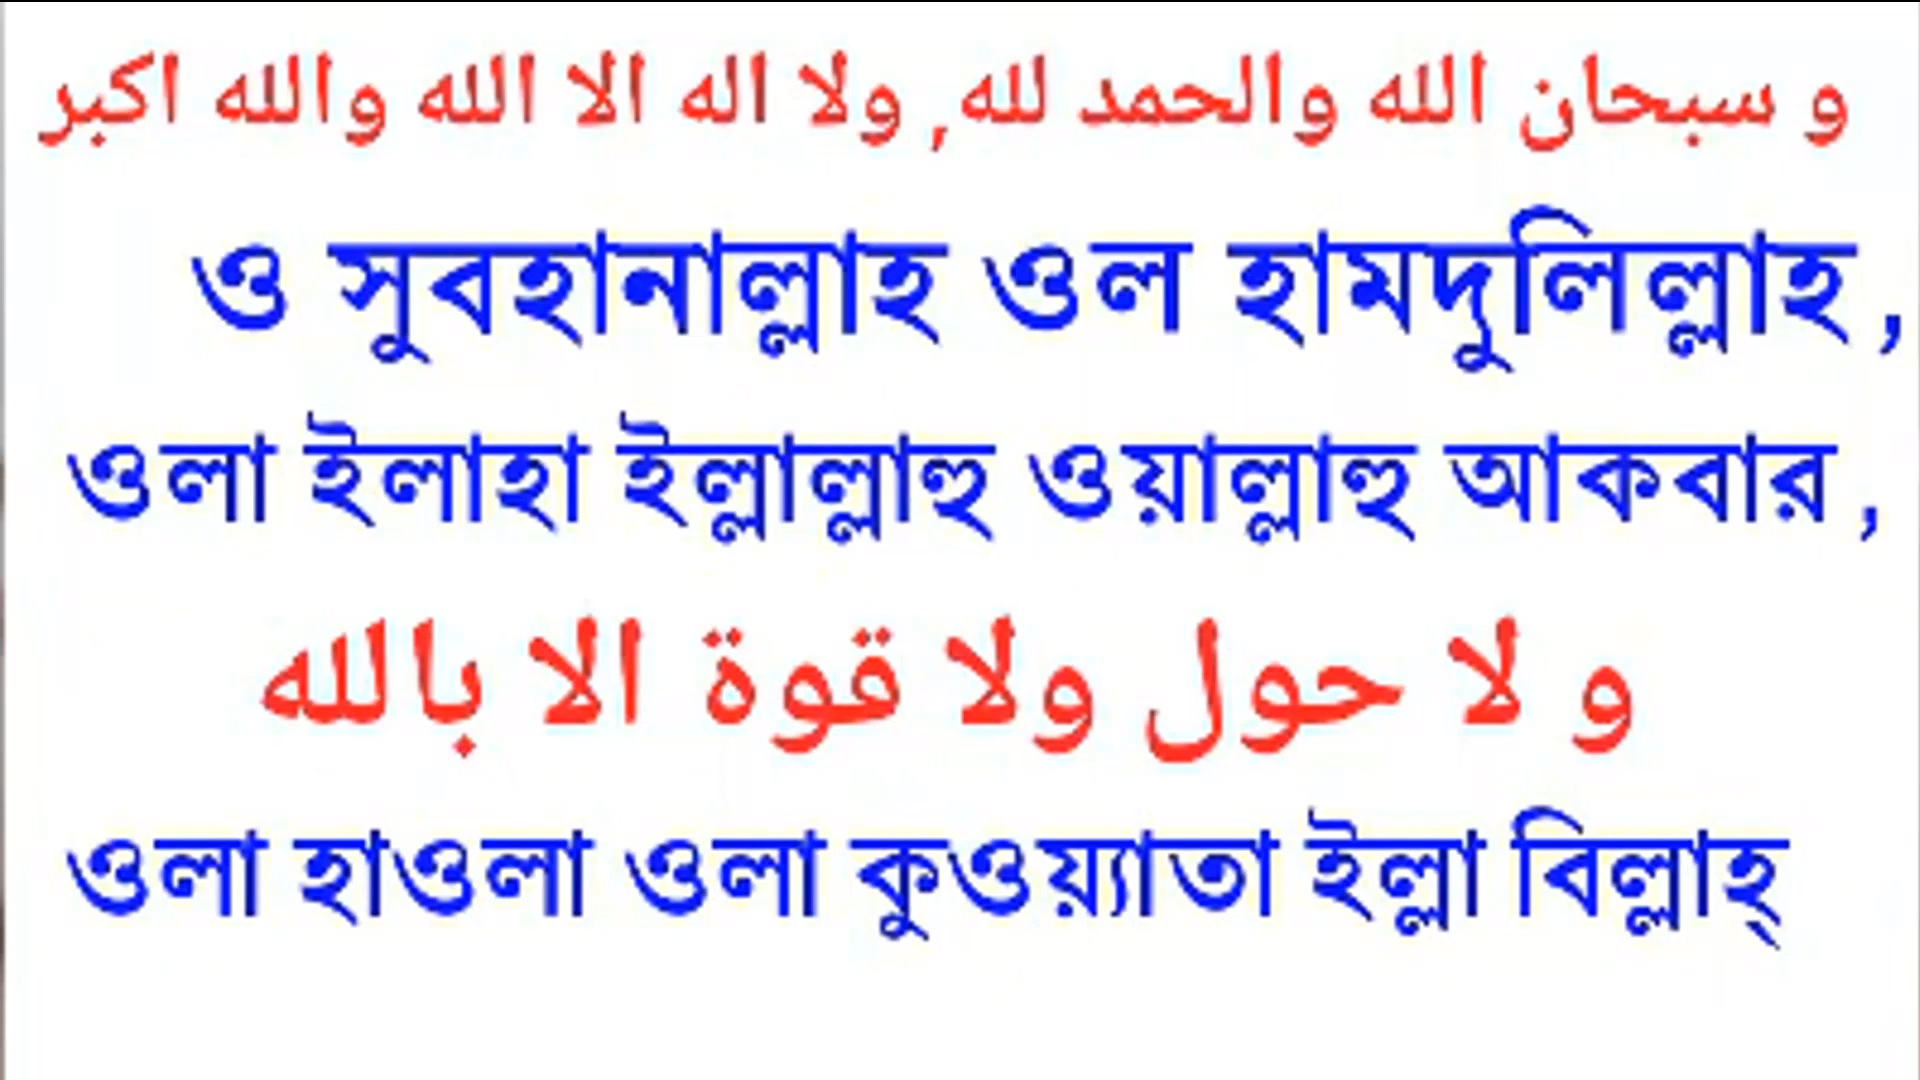 و سبحان الله والحمد لله, ولا اله الا الله والله اكبر
ও সুবহানাল্লাহ ওল হামদুলিল্লাহ ,
ওলা ইলাহা ইল্লাল্লাহু ওয়াল্লাহু আকবার ,
و لا حول ولا قوة الا بالله
ওলা হাওলা ওলা কুওয়্যাতা ইল্লা বিল্লাহ্